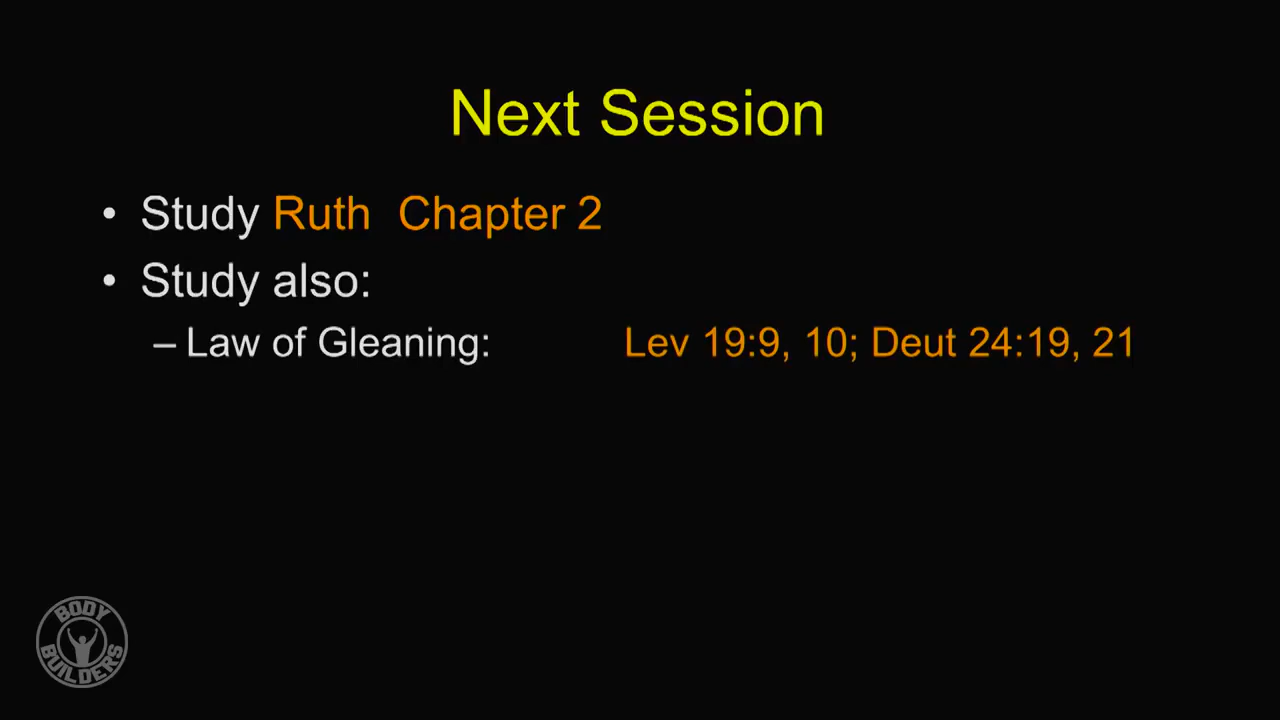 Next Session
• Study Ruth Chapter 2
• Study also:
– Law of Gleaning: Lev 19:9, 10; Deut 24:19, 21
BODY
BUILDERS